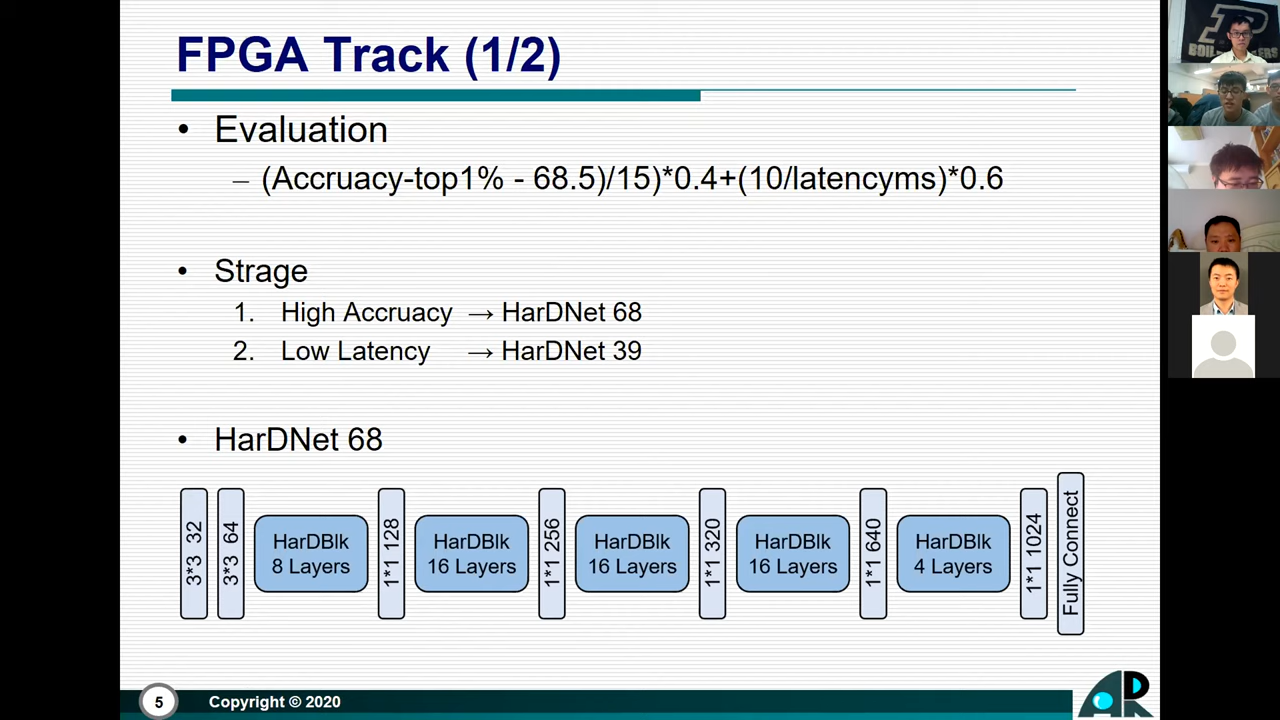 FPGA Track (1/2)
• Evaluation
– (Accruacy-top1% - 68.5)/15)*0.4+(10/latencyms)*0.6
• Strage
1. High Accruacy → HarDNet 68
2. Low Latency → HarDNet 39
• HarDNet 68
3*3 32
3*3 64
HarDBlk
8 Layers
1*1 128
HarDBlk
16 Layers
1*1 256
HarDBlk
16 Layers
1*1 320
HarDBlk
16 Layers
1*1 640
HarDBlk
4 Layers
1*1 1024
Fully Connect
5
Copyright © 2020